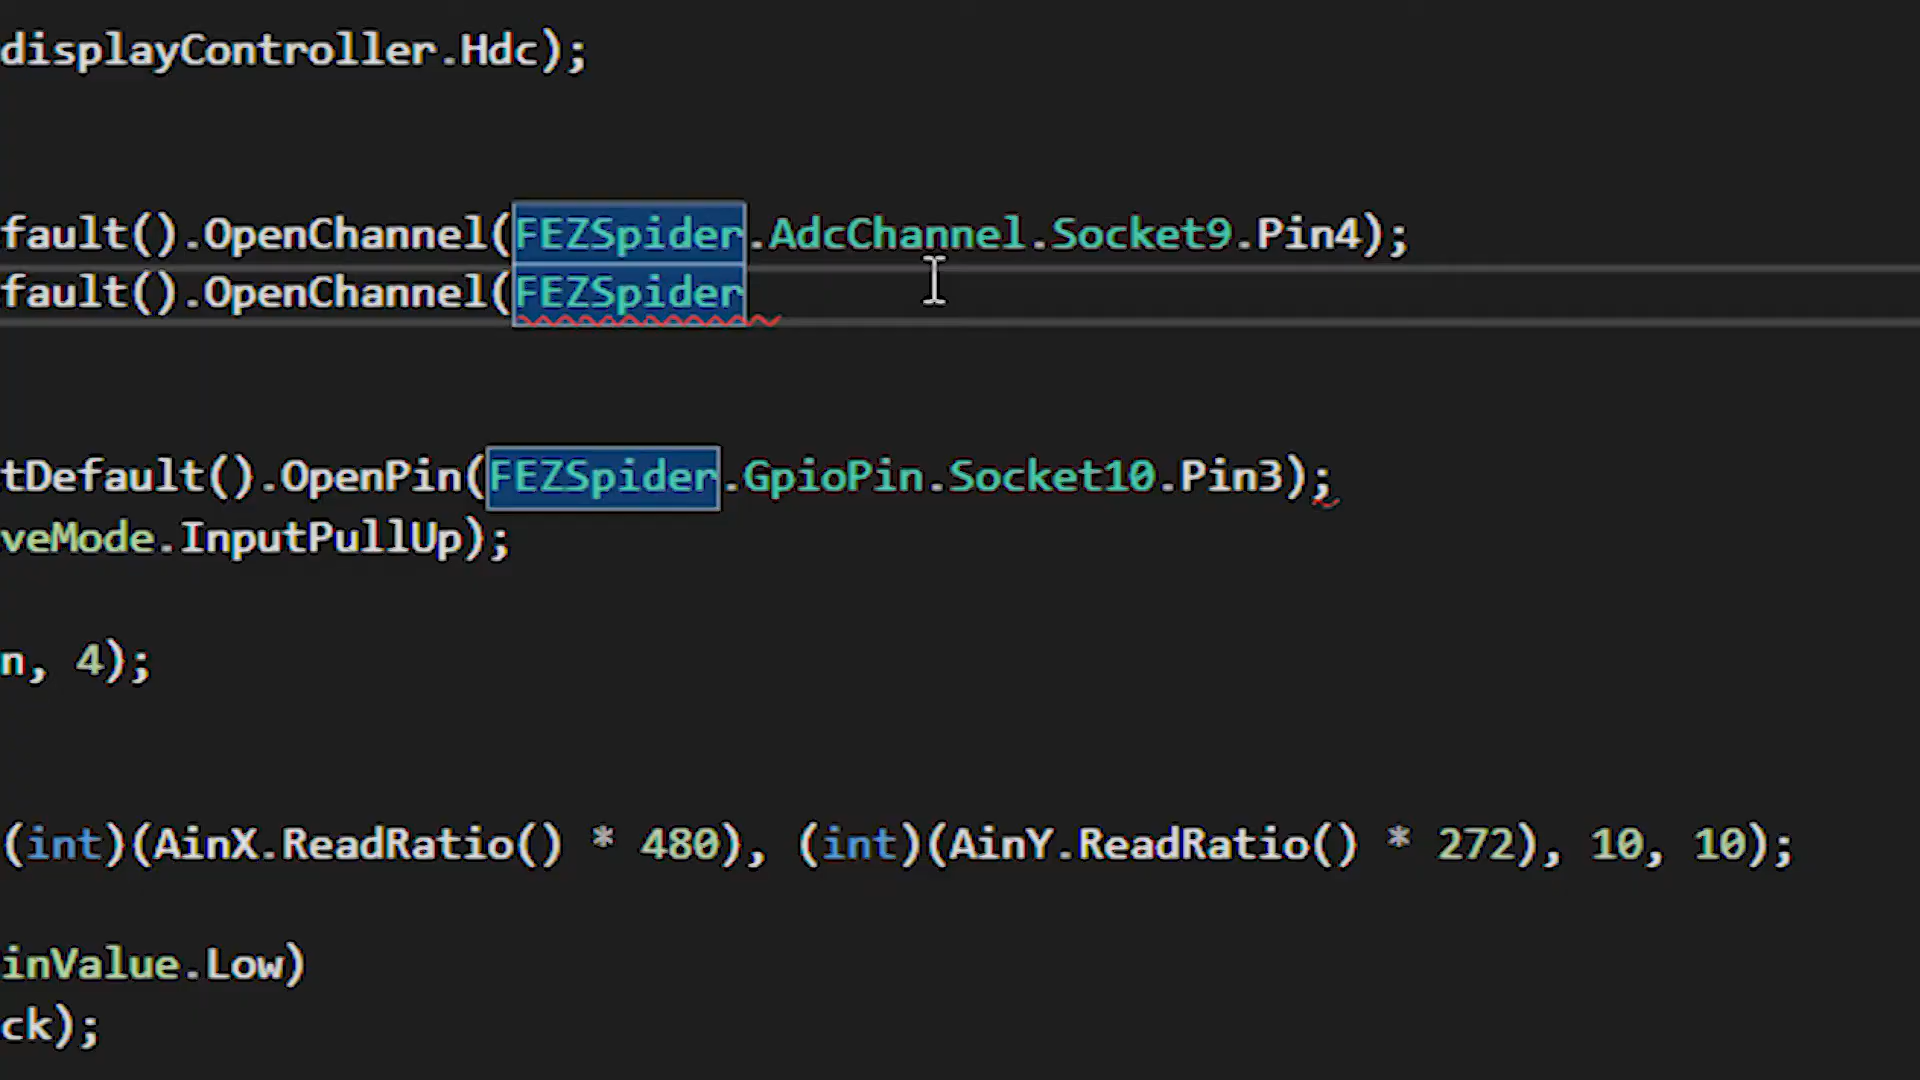 displayController.Hdc);
fault().OpenChannel(FEZSpider.AdcChannel.Socket9.Pin4);
fault().OpenChannel(FEZSpider
tDefault().OpenPin(FEZSpider.GpioPin.Socket10.Pin3);
veMode.InputPullUp);
n, 4);
(int)(AinX.ReadRatio() * 480), (int)(AinY.ReadRatio() * 272), 10, 10);
inValue.Low)
ck);